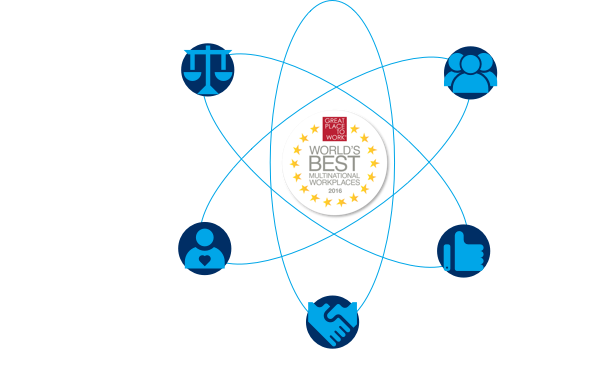 GREAT
PLACE
TO
WORK
WORLD'S
BEST
MULTINATIONAL
WORKPLACES
2016